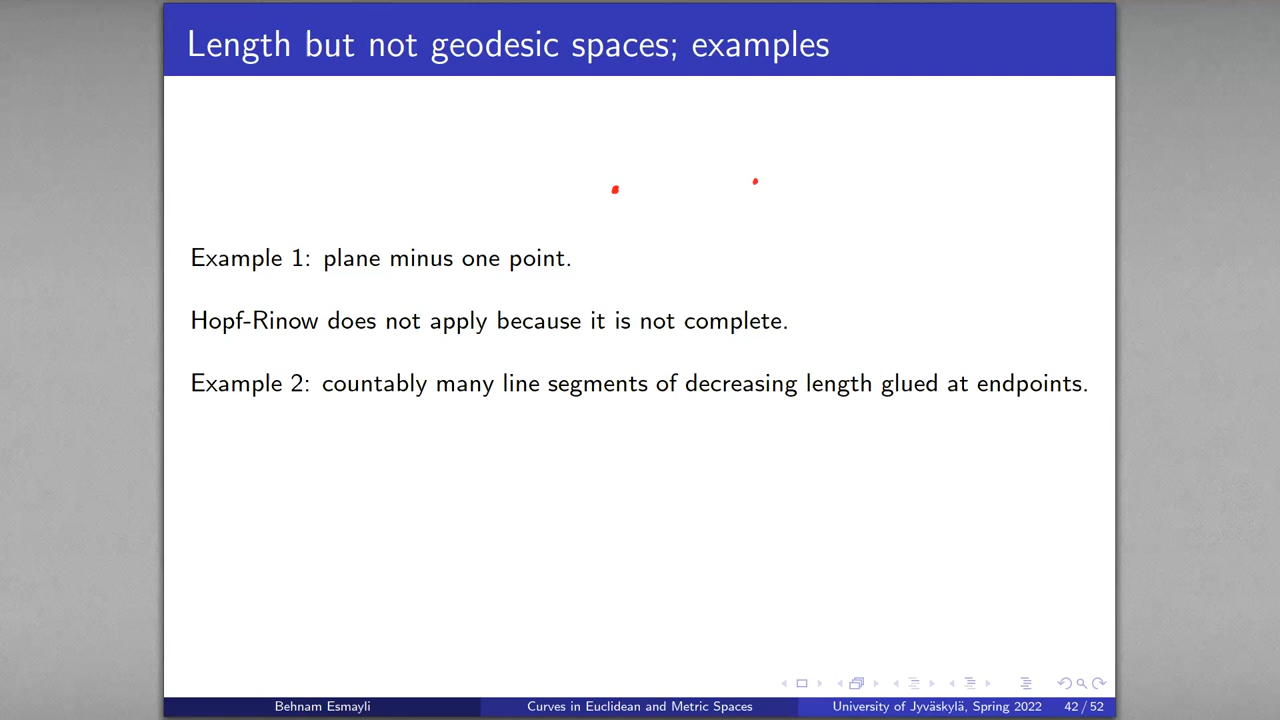 Length but not geodesic spaces; examples
Example 1: plane minus one point.
Hopf-Rinow does not apply because it is not complete.
Example 2: countably many line segments of decreasing length glued at endpoints.
Behnam Esmayli Curves in Euclidean and Metric Spaces University of Jyväskylä, Spring 2022 42 / 52